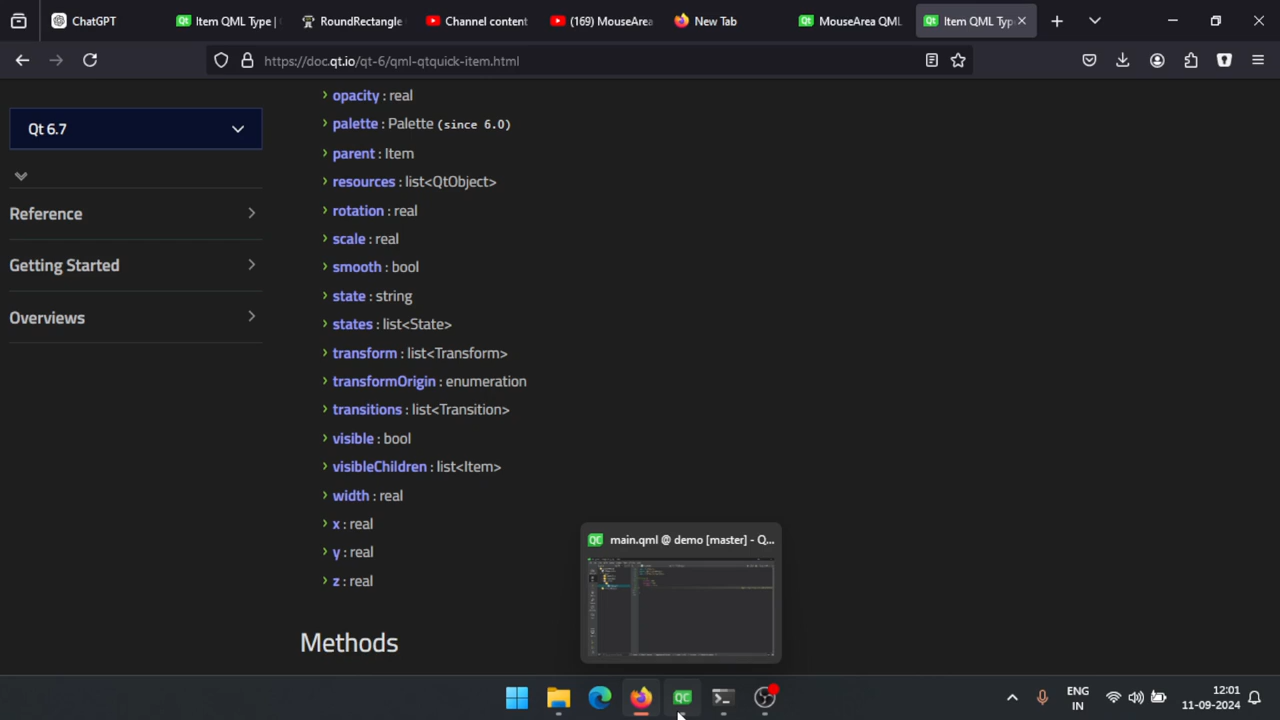 ChatGPT
Item QML Type |
RoundRectangle
Channel content
(169) MouseArea
New Tab
MouseArea QML
Item QML Typ
https://doc.qt.io/qt-6/qml-qtquick-item.html
Qt 6.7
Reference
Getting Started
Overviews
opacity : real
palette : Palette (since 6.0)
parent : Item
resources : list<QtObject>
rotation : real
scale : real
smooth : bool
state : string
states : list<State>
transform : list<Transform>
transformOrigin : enumeration
transitions : list<Transition>
visible : bool
visibleChildren : list<Item>
width : real
x : real
y : real
z : real
Methods
QC main.qml @ demo [master] - Q...
QC
ENG
IN
12:01
11-09-2024